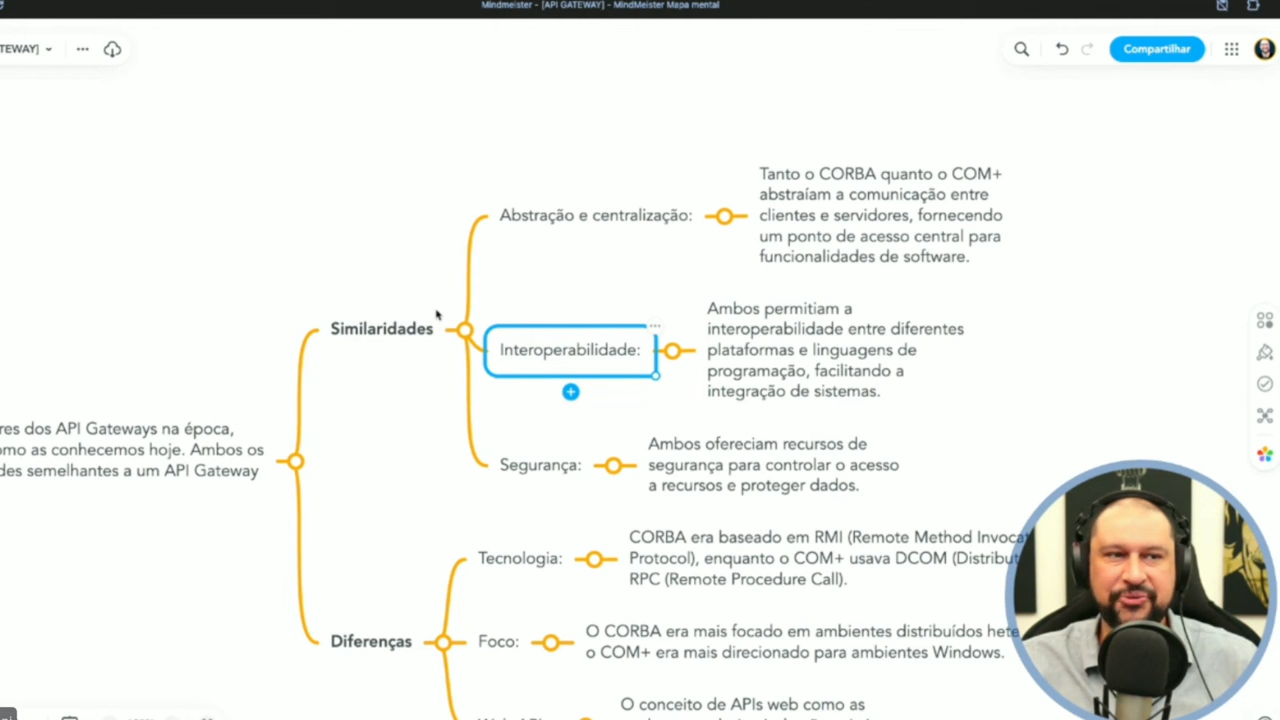 Mindmeister - [API GATEWAY] - MindMeister Mapa mental
TEWAY]
Compartilhar
Tanto o CORBA quanto o COM+
abstraíam a comunicação entre
clientes e servidores, fornecendo
um ponto de acesso central para
funcionalidades de software.
Abstração e centralização:
Ambos permitiam a
interoperabilidade entre diferentes
plataformas e linguagens de
programação, facilitando a
integração de sistemas.
Similaridades
Interoperabilidade:
res dos API Gateways na época,
omo as conhecemos hoje. Ambos os
des semelhantes a um API Gateway
Ambos ofereciam recursos de
segurança para controlar o acesso
a recursos e proteger dados.
Segurança:
CORBA era baseado em RMI (Remote Method Invocat
Protocol), enquanto o COM+ usava DCOM (Distribut
RPC (Remote Procedure Call).
Tecnologia:
Diferenças
Foco:
O CORBA era mais focado em ambientes distribuídos hete
o COM+ era mais direcionado para ambientes Windows.
O conceito de APIs web como as